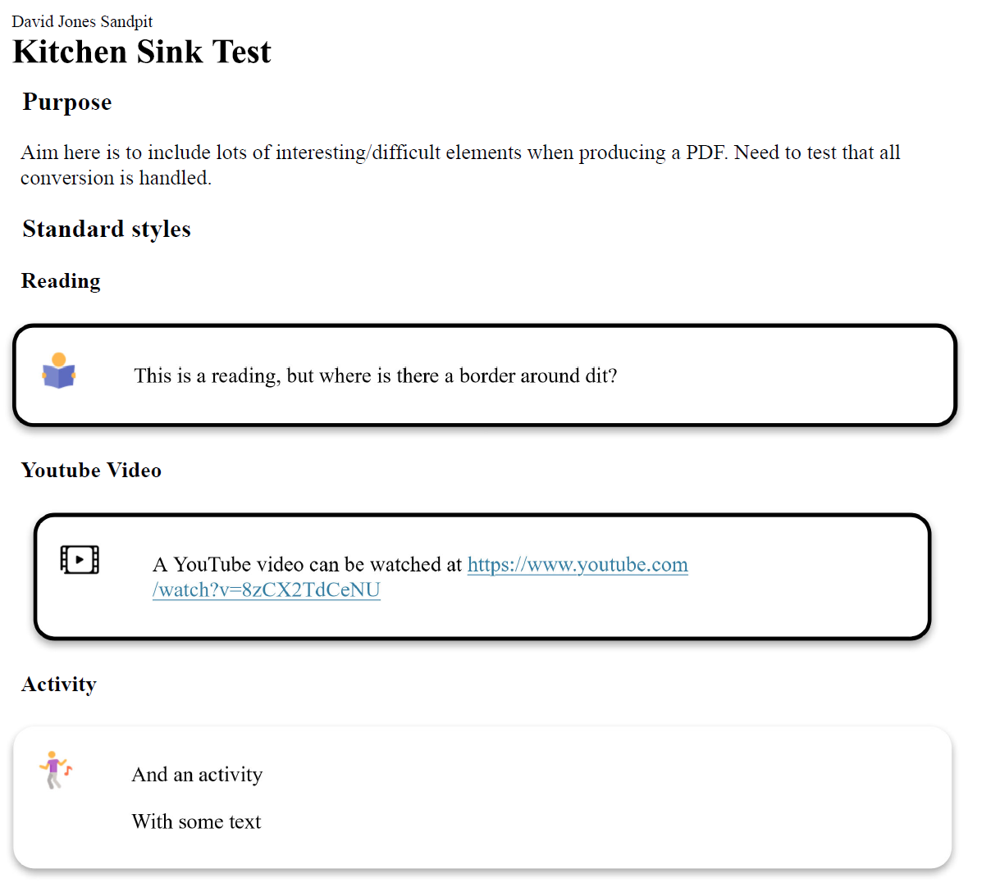 David Jones Sandpit
Kitchen Sink Test
Purpose
Aim here is to include lots of interesting/difficult elements when producing a PDF. Need to test that all
conversion is handled.
Standard styles
Reading
This is a reading, but where is there a border around dit?
Youtube Video
A YouTube video can be watched at https://www.youtube.com
/watch?v=8zCX2TdCeNU
Activity
And an activity
With some text